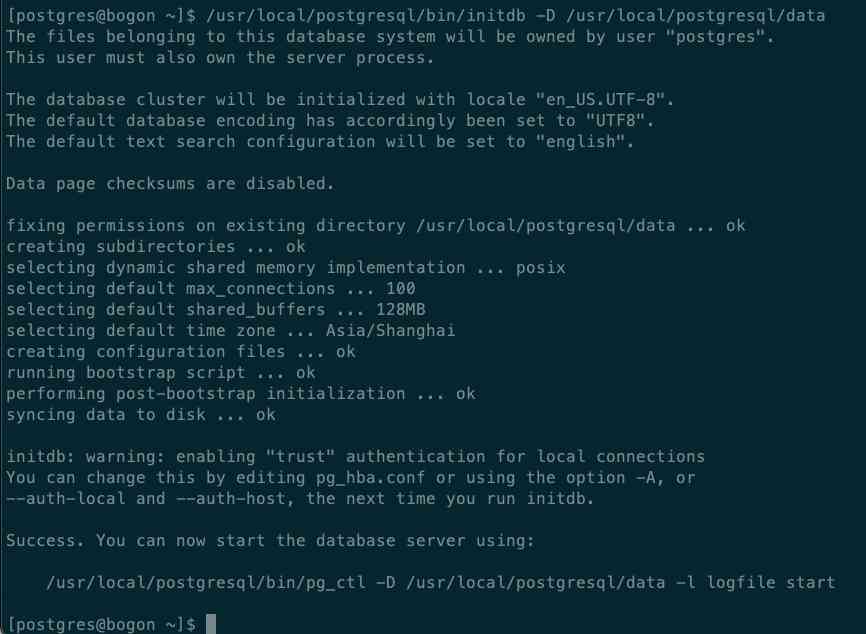 [postgres@bogon ~]$ /usr/local/postgresql/bin/initdb -D /usr/local/postgresql/data
The files belonging to this database system will be owned by user "postgres".
This user must also own the server process.
The database cluster will be initialized with locale "en_US.UTF-8".
The default database encoding has accordingly been set to "UTF8".
The default text search configuration will be set to "english".
Data page checksums are disabled.
fixing permissions on existing directory /usr/local/postgresql/data ... ok
creating subdirectories ... ok
selecting dynamic shared memory implementation ... posix
selecting default max_connections ... 100
selecting default shared_buffers ... 128MB
selecting default time zone ... Asia/Shanghai
creating configuration files ... ok
running bootstrap script ... ok
performing post-bootstrap initialization ... ok
syncing data to disk ... ok
initdb: warning: enabling "trust" authentication for local connections
You can change this by editing pg_hba.conf or using the option -A, or
--auth-local and --auth-host, the next time you run initdb.
Success. You can now start the database server using:
/usr/local/postgresql/bin/pg_ctl -D /usr/local/postgresql/data -l logfile start
[postgres@bogon ~]$